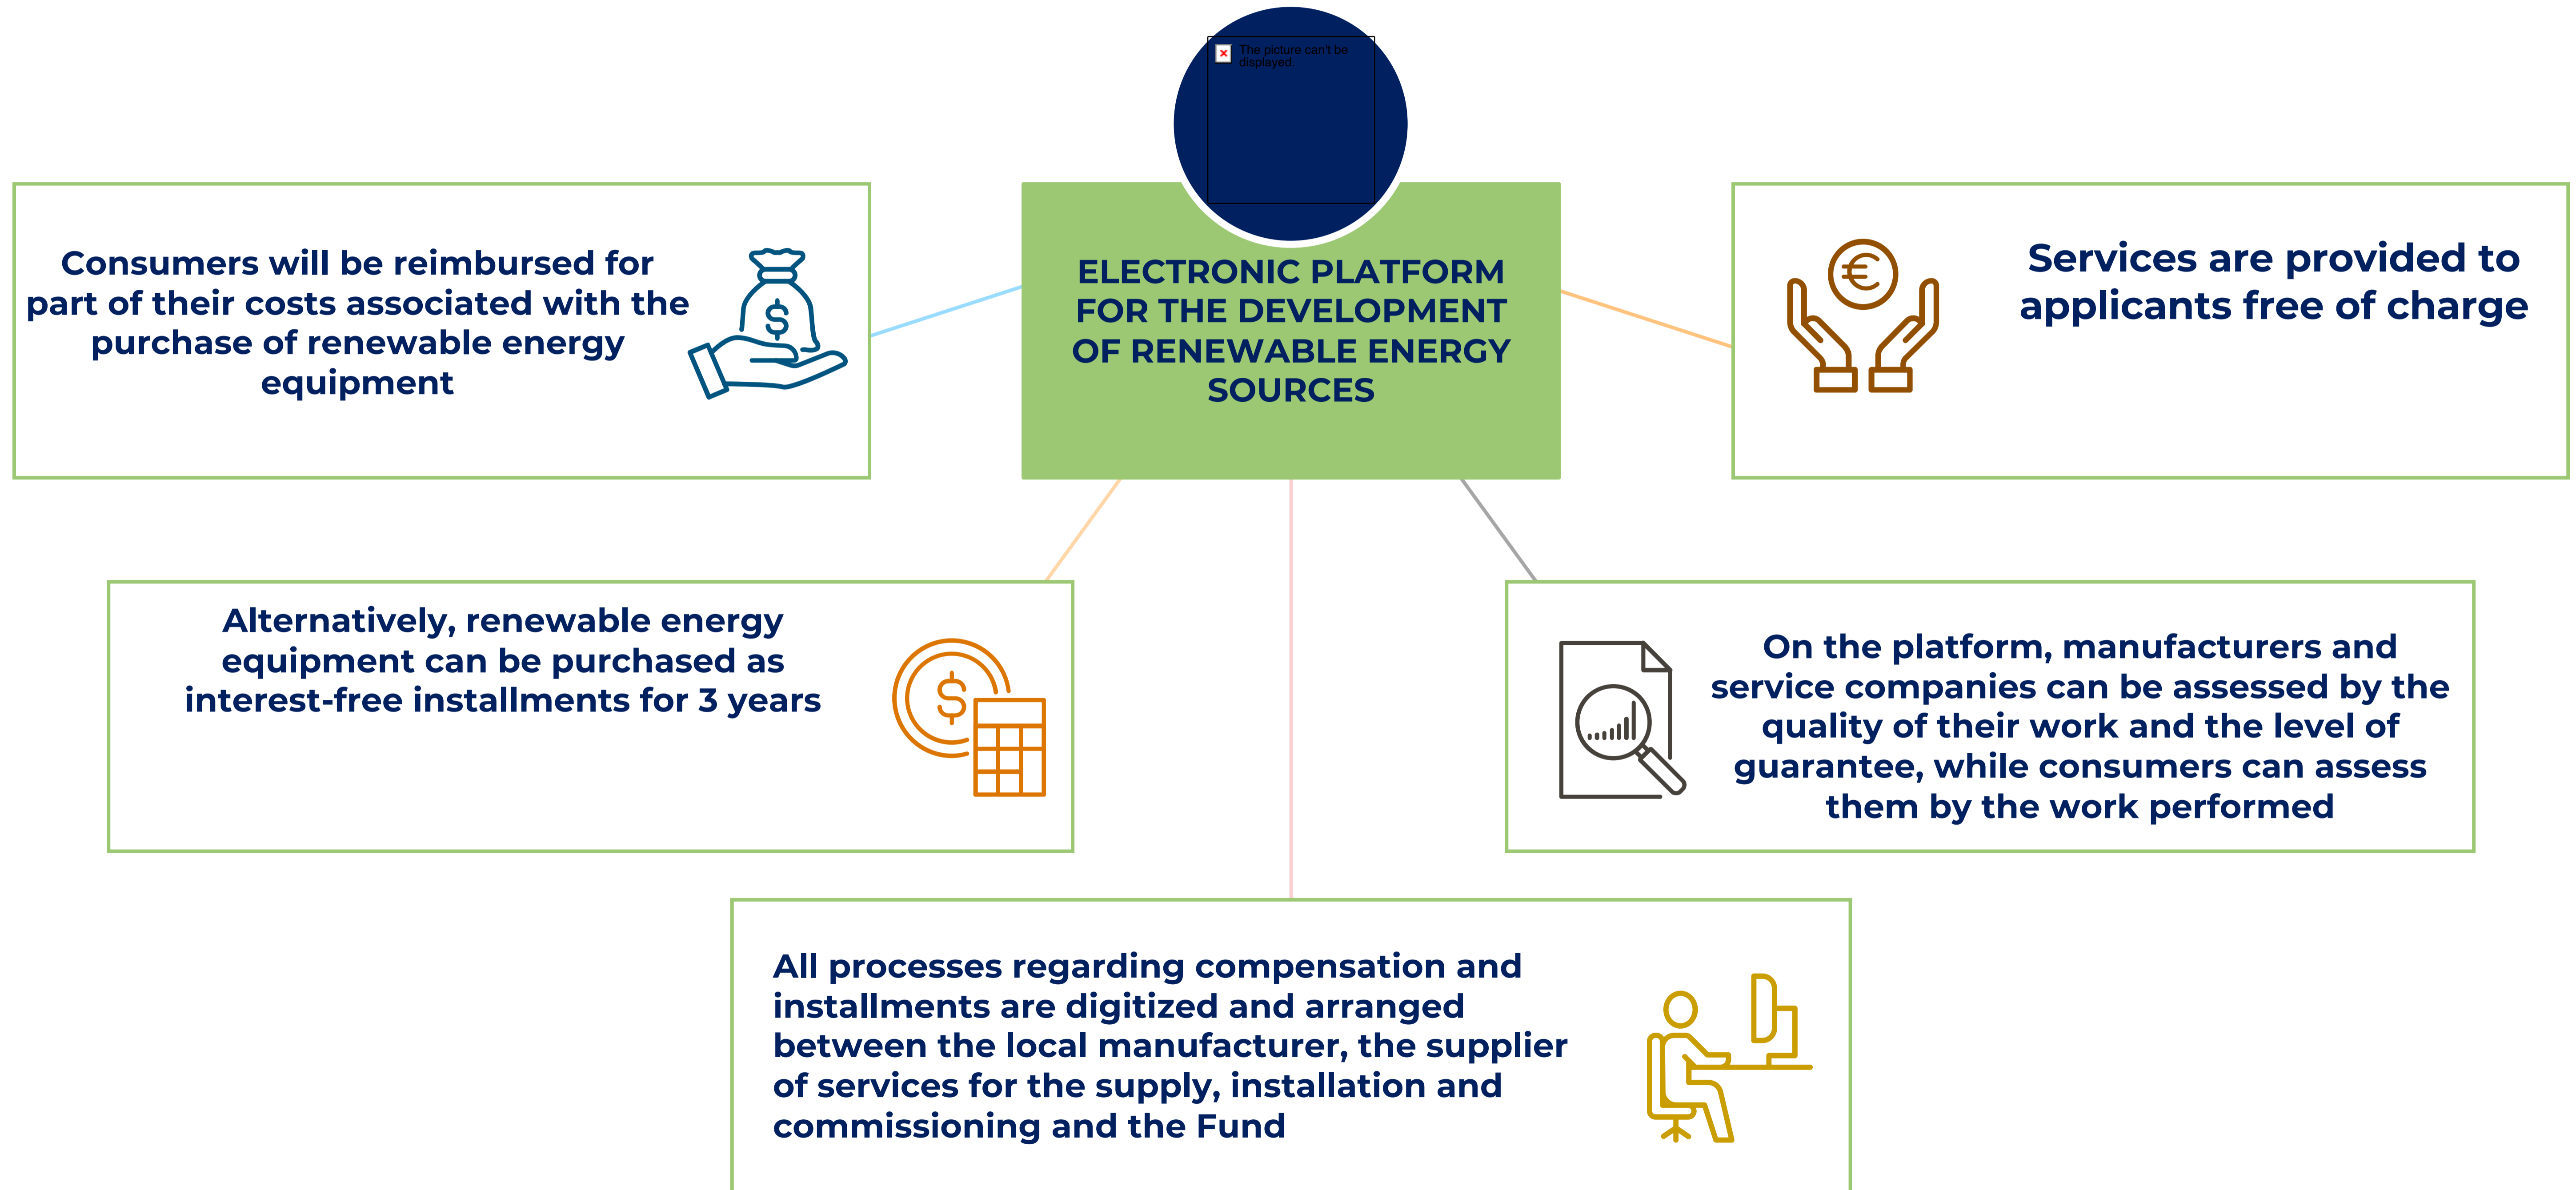 The picture can't be
displayed.
ELECTRONIC PLATFORM
FOR THE DEVELOPMENT
OF RENEWABLE ENERGY
SOURCES
Consumers will be reimbursed for
part of their costs associated with the
purchase of renewable energy
equipment
$
€
Services are provided to
applicants free of charge
Alternatively, renewable energy
equipment can be purchased as
interest-free installments for 3 years
$
On the platform, manufacturers and
service companies can be assessed by the
quality of their work and the level of
guarantee, while consumers can assess
them by the work performed
All processes regarding compensation and
installments are digitized and arranged
between the local manufacturer, the supplier
of services for the supply, installation and
commissioning and the Fund